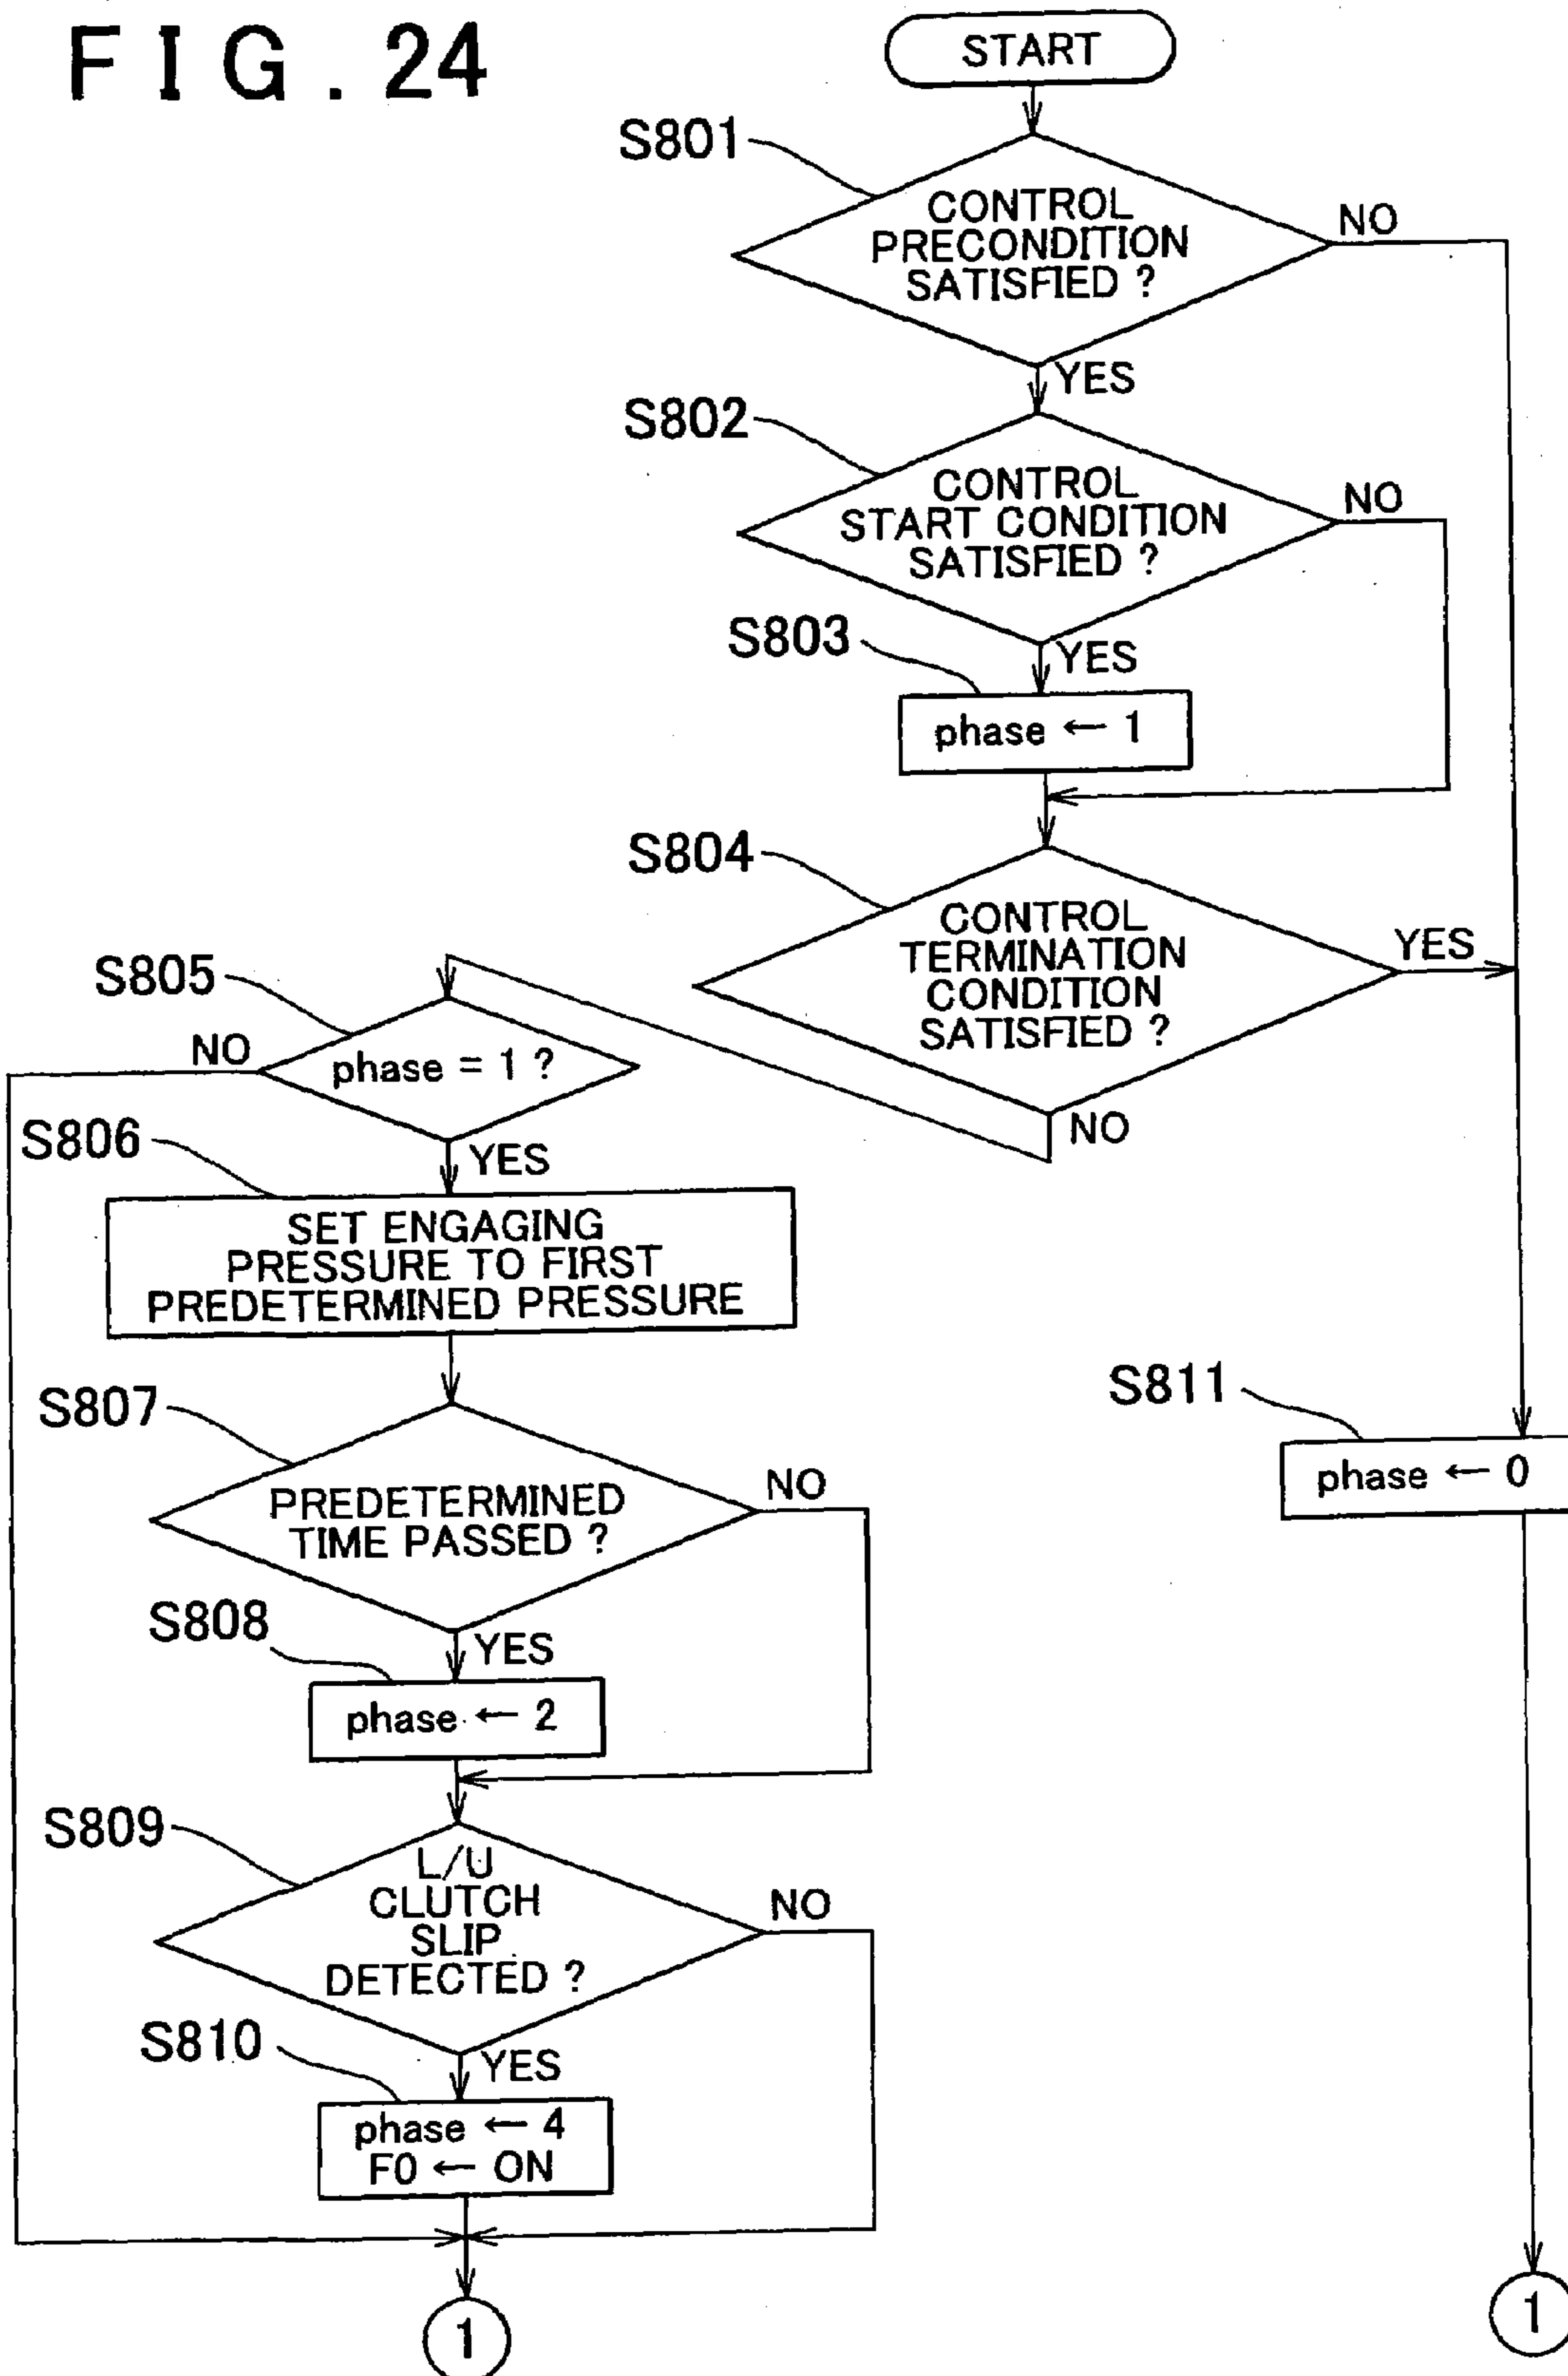 FIG. 24
START
S801
CONTROL
PRECONDITION
SATISFIED ?
NO
YES
S802
CONTROL
START CONDITION
SATISFIED ?
NO
YES
S803
phase ← 1
S804
CONTROL
TERMINATION
CONDITION
SATISFIED ?
YES
NO
S805
phase = 1 ?
NO
YES
S806
SET ENGAGING
PRESSURE TO FIRST
PREDETERMINED PRESSURE
S807
PREDETERMINED
TIME PASSED ?
NO
YES
S808
phase ← 2
S809
L/U
CLUTCH
SLIP
DETECTED ?
NO
YES
S810
phase ← 4
F0 ← ON
1
S811
phase ← 0
1